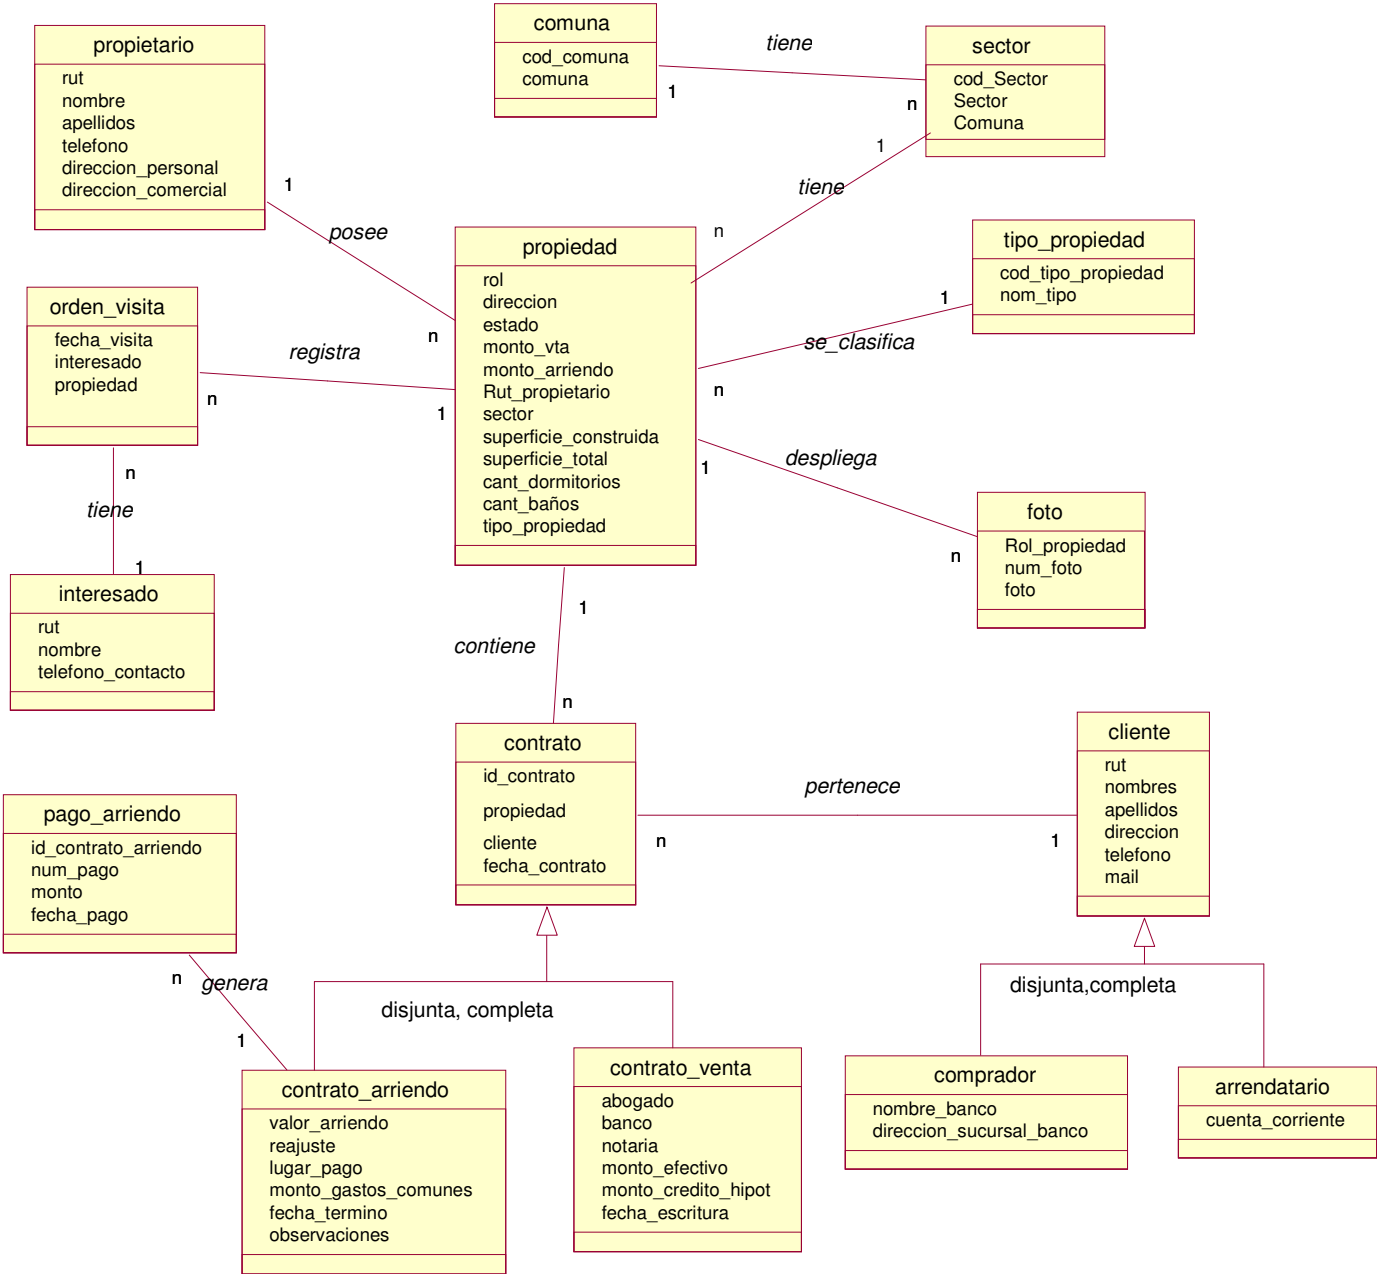 comuna
cod_comuna
comuna
tiene
1
n
sector
cod_Sector
Sector
Comuna
propietario
rut
nombre
apellidos
telefono
direccion_personal
direccion_comercial
1
posee
n
1
tiene
n
propiedad
rol
direccion
estado
monto_vta
monto_arriendo
Rut_propietario
sector
superficie_construida
superficie_total
cant_dormitorios
cant_baños
tipo_propiedad
tipo_propiedad
cod_tipo_propiedad
nom_tipo
1
se_clasifica
n
orden_visita
fecha_visita
interesado
propiedad
registra
n
1
n
tiene
1
interesado
rut
nombre
telefono_contacto
1
despliega
n
foto
Rol_propiedad
num_foto
foto
1
contiene
n
contrato
id_contrato
propiedad
cliente
fecha_contrato
pertenece
n
1
cliente
rut
nombres
apellidos
direccion
telefono
mail
pago_arriendo
id_contrato_arriendo
num_pago
monto
fecha_pago
n
genera
1
disjunta, completa
disjunta,completa
contrato_arriendo
valor_arriendo
reajuste
lugar_pago
monto_gastos_comunes
fecha_termino
observaciones
contrato_venta
abogado
banco
notaria
monto_efectivo
monto_credito_hipot
fecha_escritura
comprador
nombre_banco
direccion_sucursal_banco
arrendatario
cuenta_corriente